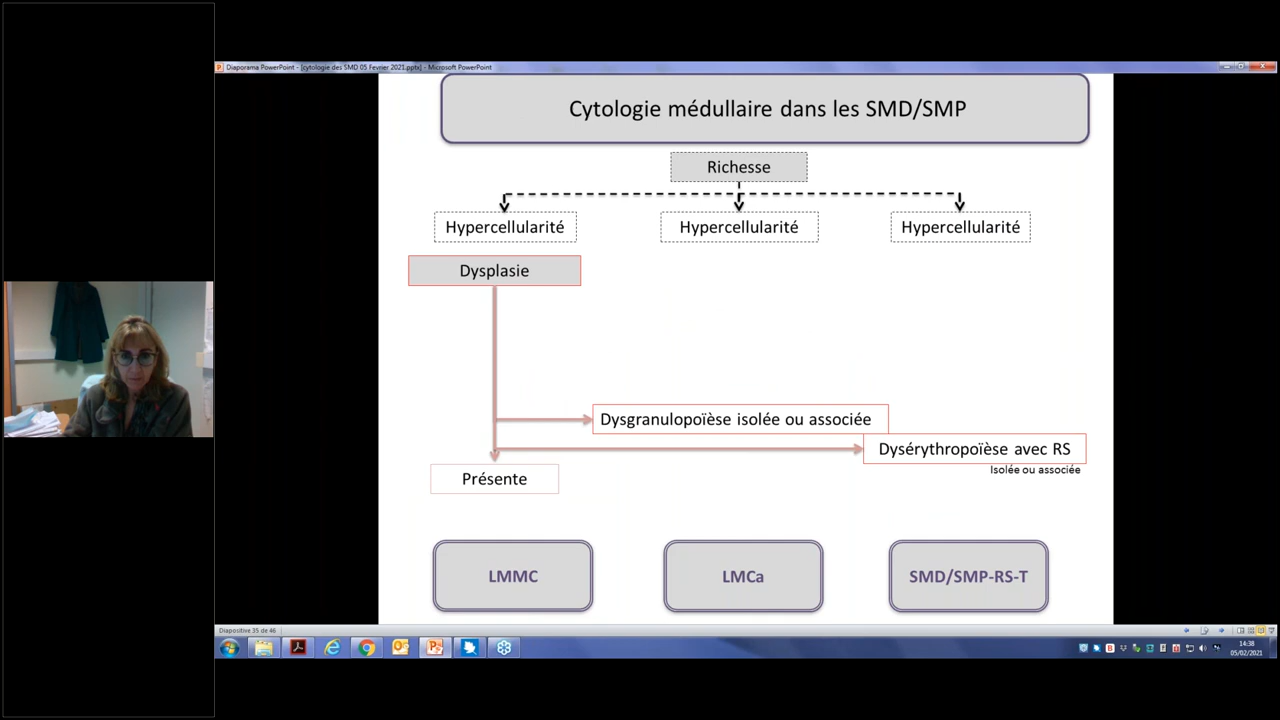 Diaporama PowerPoint - [cytologie des SMD 05 Fevrier 2021.pptx] - Microsoft PowerPoint
Cytologie médullaire dans les SMD/SMP
Richesse
Hypercellularité
Hypercellularité
Hypercellularité
Dysplasie
Dysgranulopoïèse isolée ou associée
Dysérythropoïèse avec RS
Isolée ou associée
Présente
LMMC
LMCa
SMD/SMP-RS-T
Diapositive 35 de 46
14:38
05/02/2021